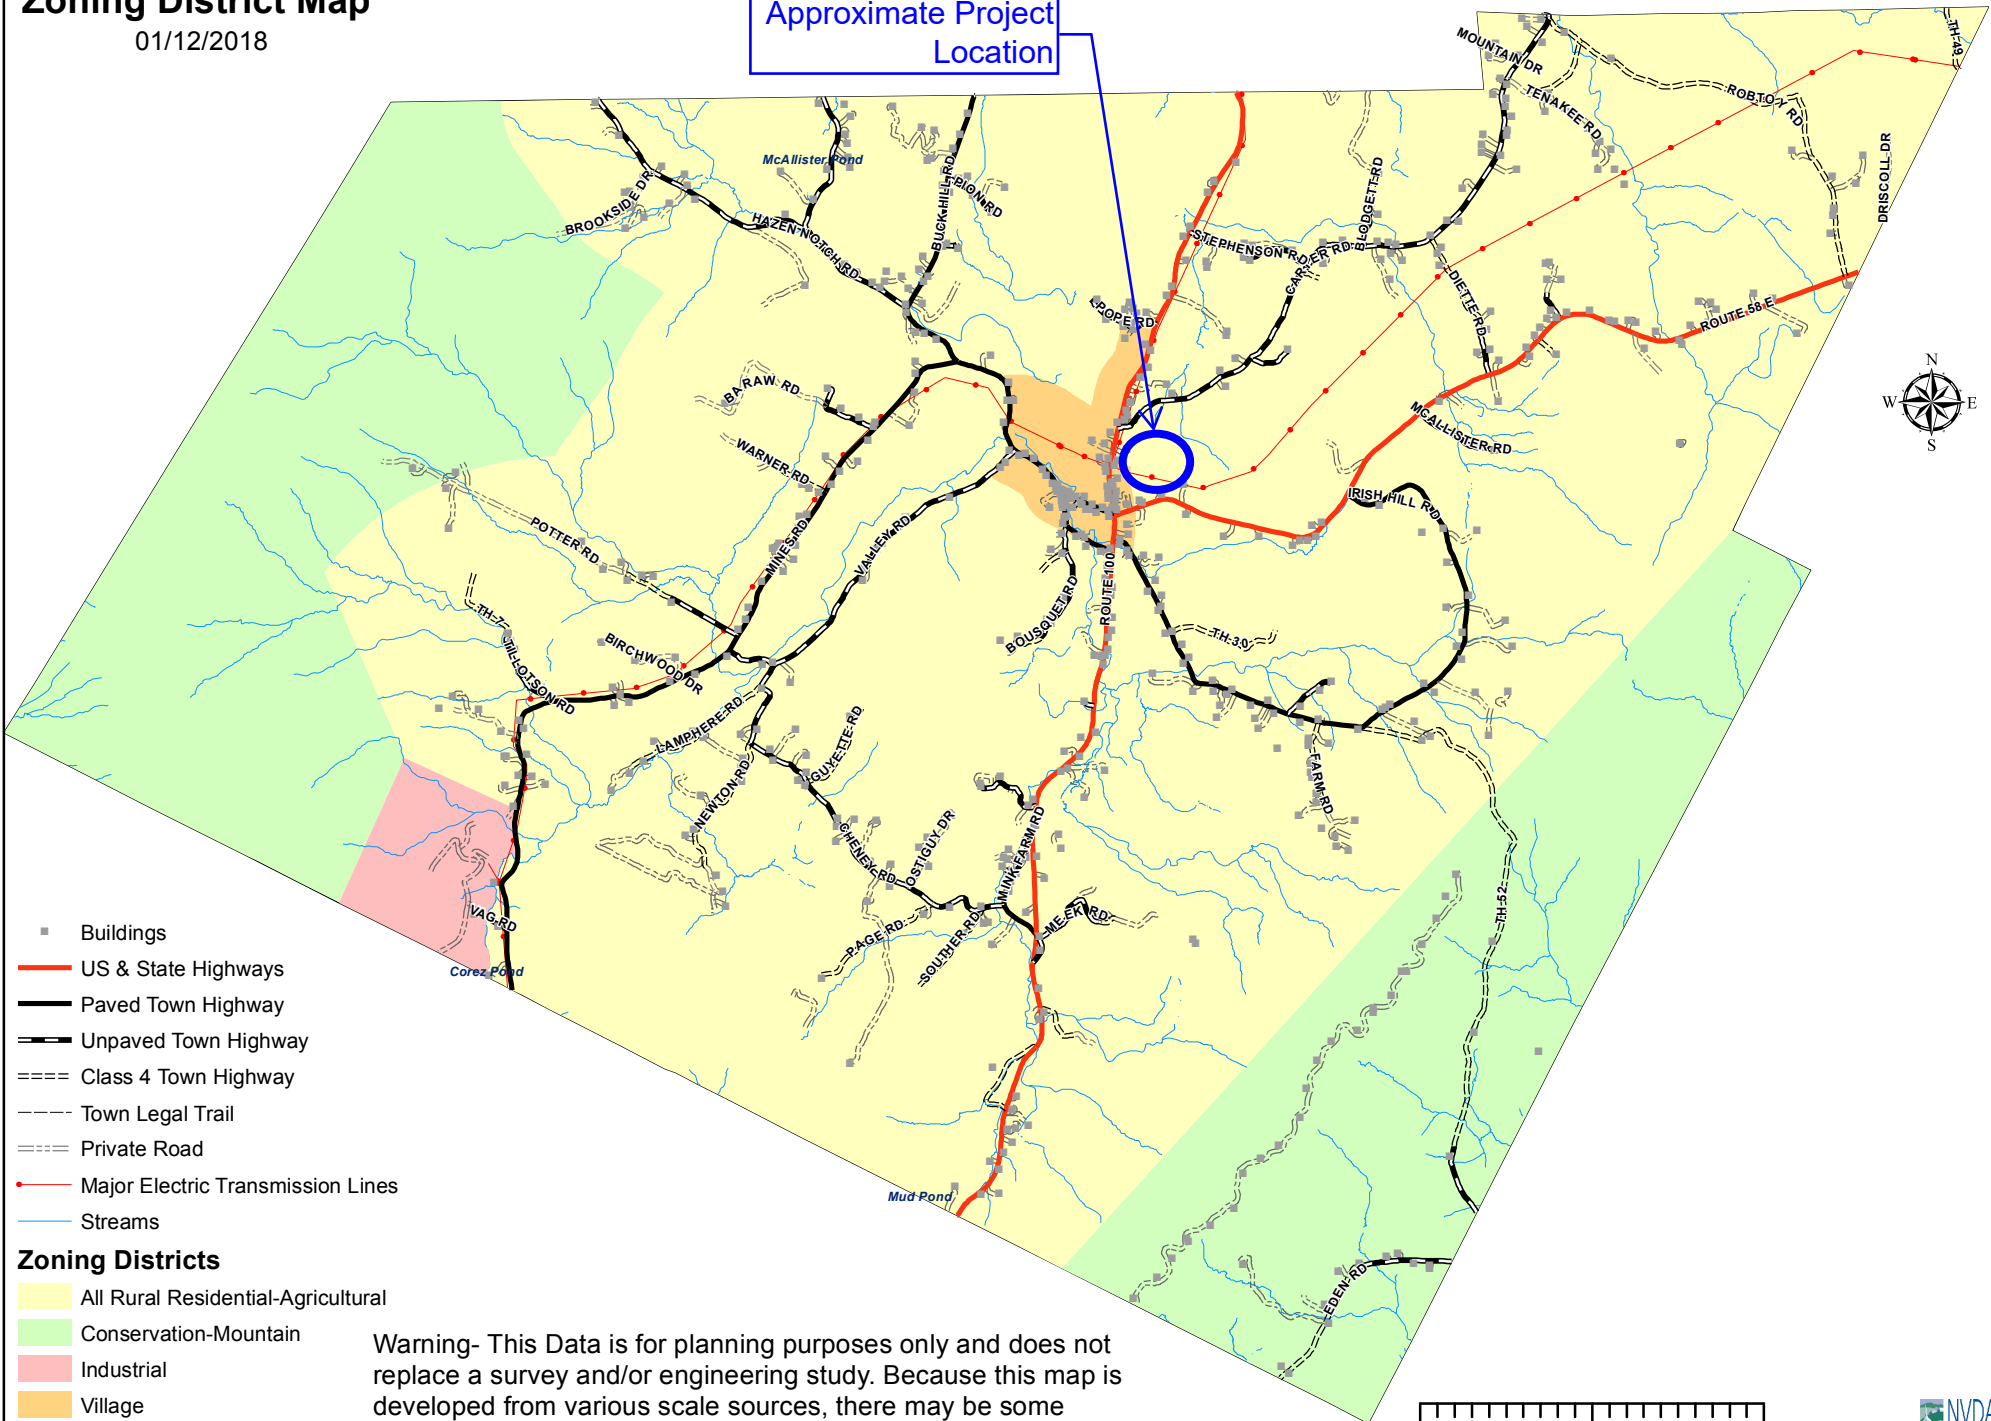 Zoning District Map
01/12/2018
Approximate Project
Location
MOUNTAIN DR
TH-49
TENAKEE RD
ROBTOY RD
DRISCOLL DR
McAllister Pond
BROOKSIDE DR
HAZEN NOTCH RD
BUCK HILL RD
PION RD
STEPHENSON RD
CARTER RD
BLODGETT RD
DIETTE RD
ROUTE 58 E
POPE RD
N
W
E
S
BARAW RD
WARNER RD
MCALLISTER RD
IRISH HILL RD
POTTER RD
MINES RD
VALLEY RD
ROUTE 100
BOUSQUET RD
TH-30
TH-7
TILLOTSON RD
BIRCHWOOD DR
LAMPHERE RD
NEWTON RD
GUYETTE RD
FARM RD
CHENEY RD
OSTIGUY DR
MINK FARM RD
MEEK RD
PAGE RD
SOUTHER RD
TH-52
VAG RD
Corez Pond
Mud Pond
EDEN RD
Buildings
US & State Highways
Paved Town Highway
Unpaved Town Highway
Class 4 Town Highway
Town Legal Trail
Private Road
Major Electric Transmission Lines
Streams
Zoning Districts
All Rural Residential-Agricultural
Conservation-Mountain
Industrial
Village
Warning- This Data is for planning purposes only and does not
replace a survey and/or engineering study. Because this map is
developed from various scale sources, there may be some
NVDA